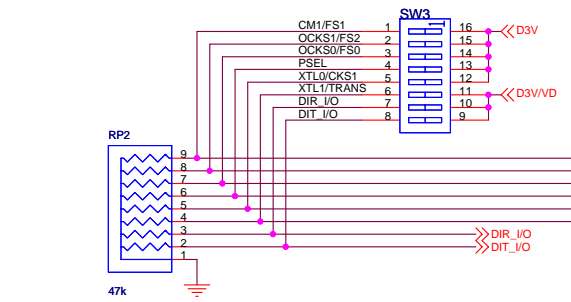 SW3
CM1/FS1 1 16 D3V
OCKS1/FS2 2 15
OCKS0/FS0 3 14
PSEL 4 13
XTL0/CKS1 5 12
XTL1/TRANS 6 11 D3V/VD
DIR_I/O 7 10
DIT_I/O 8 9
1
RP2
9
8
7
6
5
4
3 DIR_I/O
2 DIT_I/O
1
47k